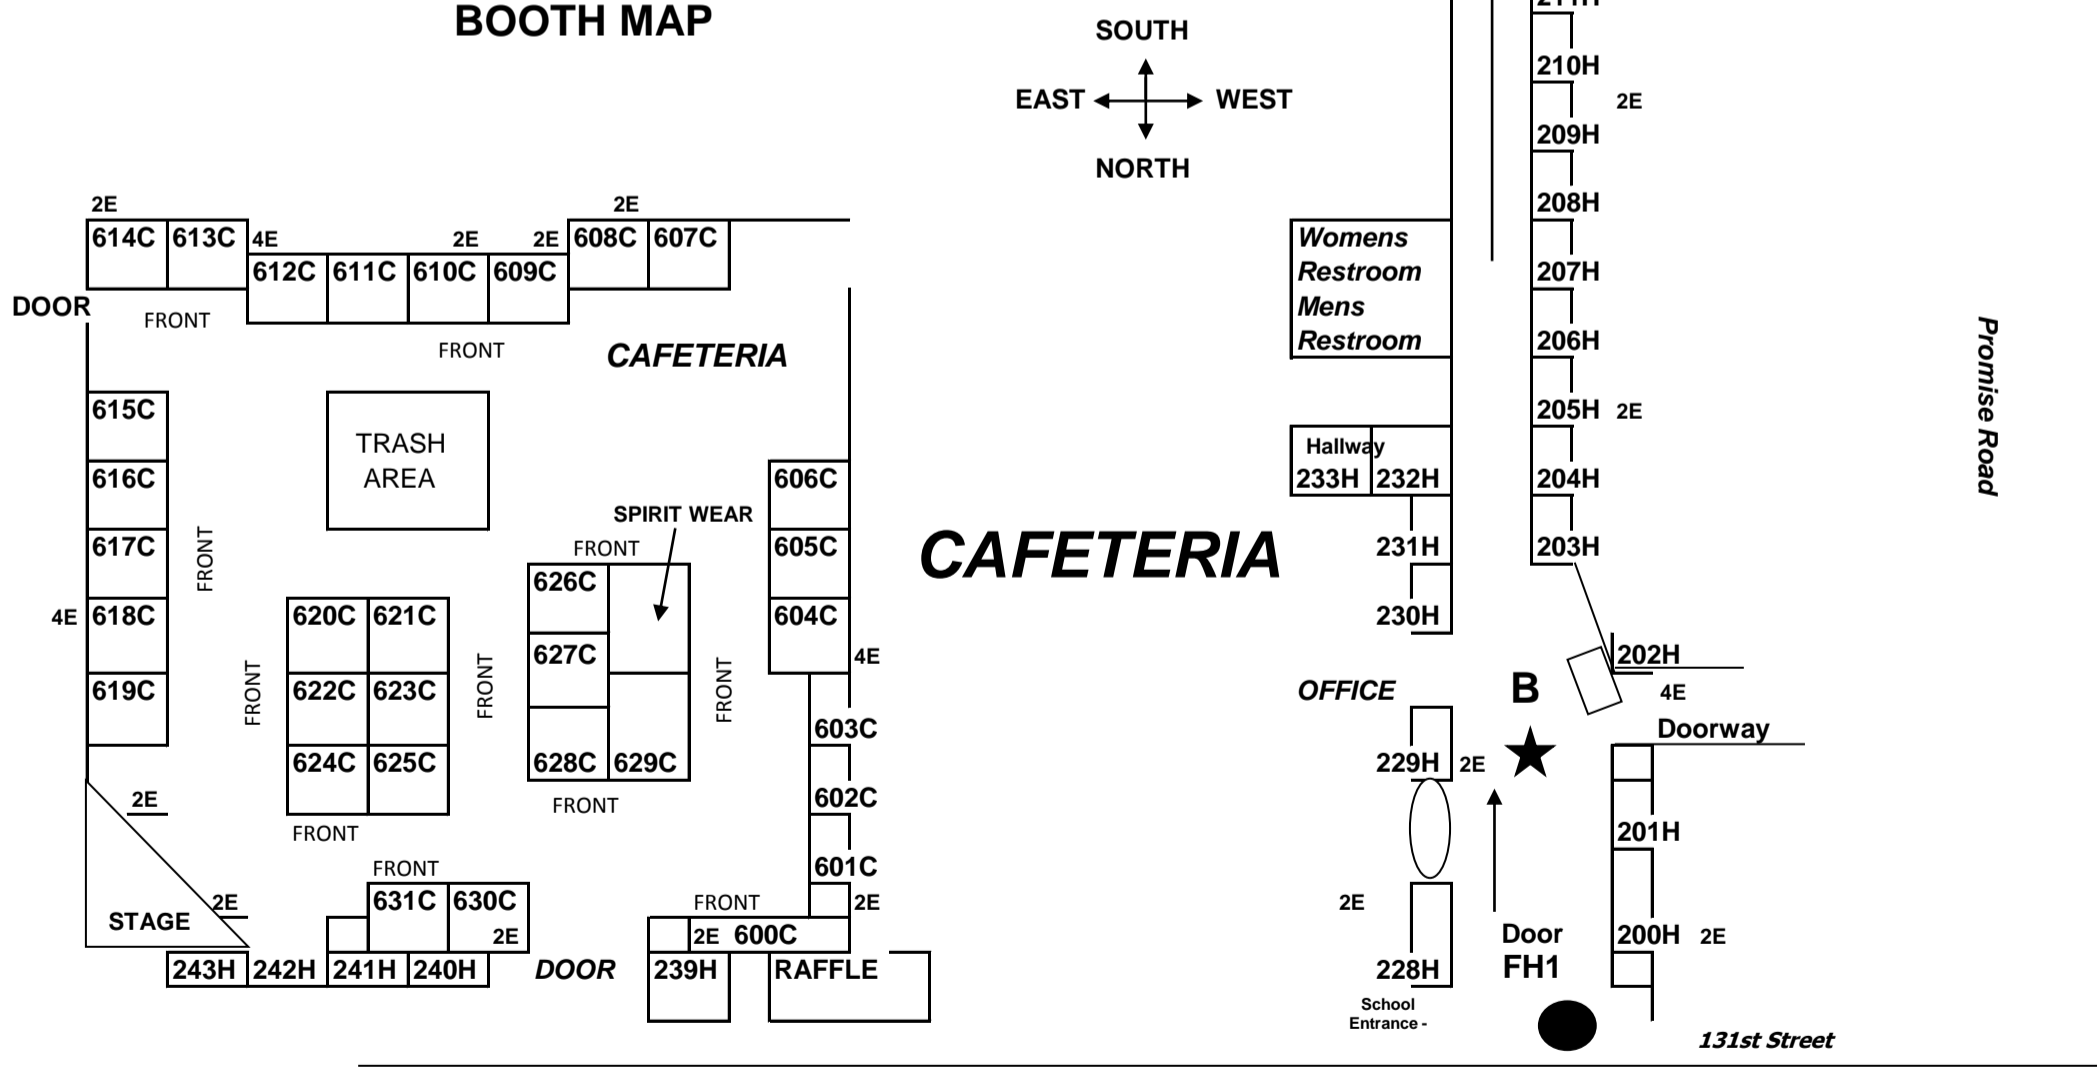 BOOTH MAP
SOUTH
EAST WEST
NORTH
211H
210H
2E
209H
208H
207H
206H
205H 2E
204H
203H
202H
4E
Doorway
201H
200H 2E
Promise Road
131st Street
Womens
Restroom
Mens
Restroom
Hallway
233H 232H
231H
230H
OFFICE
B
229H 2E
2E
228H
Door
FH1
School
Entrance -
CAFETERIA
2E 2E
614C 613C 4E 2E 2E 608C 607C
612C 611C 610C 609C
DOOR
FRONT
FRONT
CAFETERIA
615C
616C
617C
4E 618C
619C
FRONT
TRASH
AREA
SPIRIT WEAR
FRONT
606C
605C
604C
4E
603C
602C
601C
2E
626C
627C
628C 629C
FRONT
FRONT
FRONT
FRONT
620C 621C
622C 623C
624C 625C
FRONT
FRONT
2E
2E
STAGE
631C 630C
2E
FRONT
2E 600C
243H 242H 241H 240H DOOR 239H RAFFLE